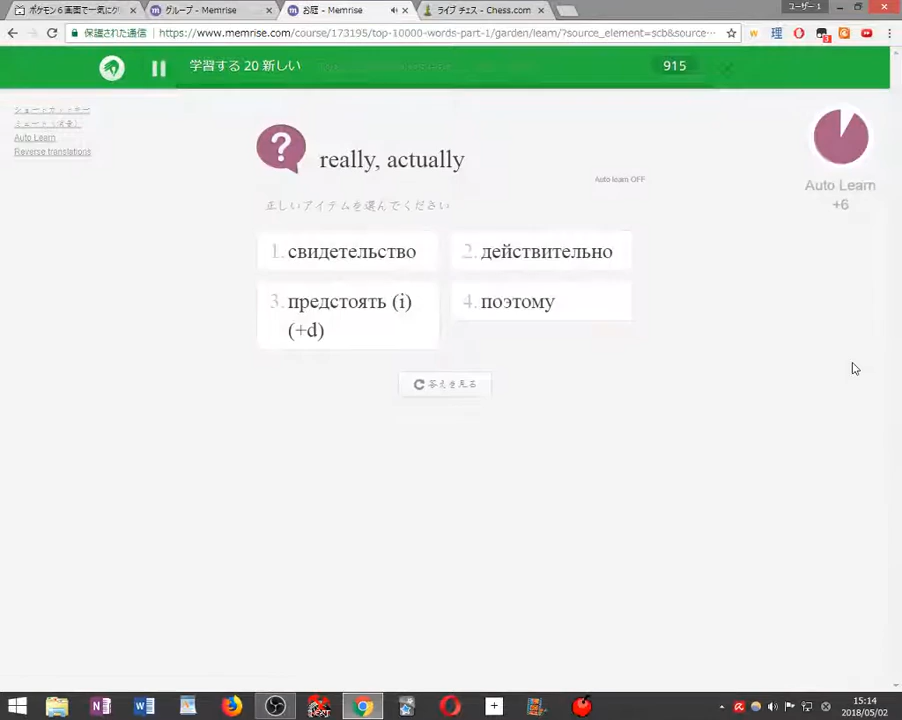 ポケモン６画面で一気にク
グループ - Memrise
お庭 - Memrise
ライブ チェス - Chess.com
ユーザー 1
保護された通信
https://www.memrise.com/course/173195/top-10000-words-part-1/garden/learn/?source_element=scb&source…
学習する 20 新しい
915
Auto Learn
Reverse translations
really, actually
Auto learn OFF
正しいアイテムを選んでください
1. свидетельство
2. действительно
3. предстоять (i) (+d)
4. поэтому
答えを見る
Auto Learn
+6
15:14
2018/05/02